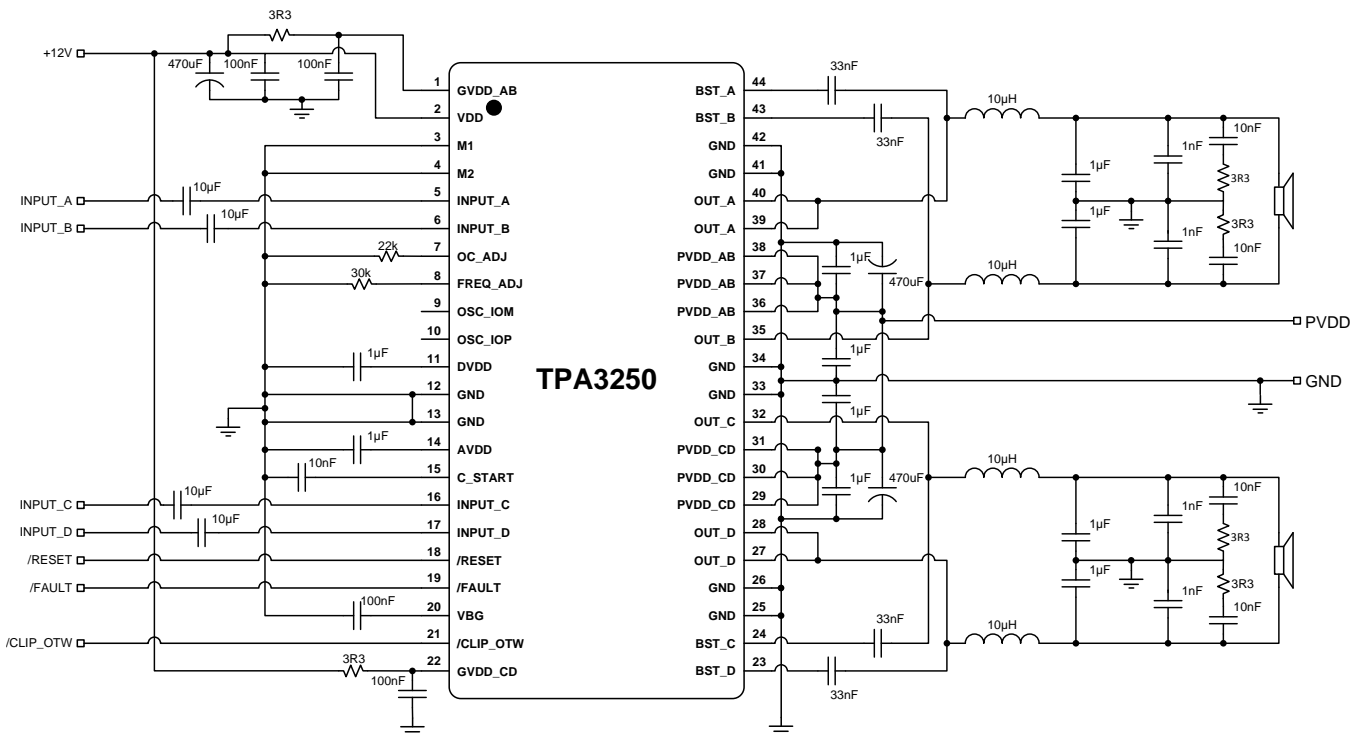 3R3
+12V
470uF
100nF
100nF
1 GVDD_AB
2 VDD
3 M1
4 M2
INPUT_A 10µF 5 INPUT_A
INPUT_B 10µF 6 INPUT_B
22k 7 OC_ADJ
30k 8 FREQ_ADJ
9 OSC_IOM
10 OSC_IOP
1µF 11 DVDD
12 GND
13 GND
1µF 14 AVDD
10nF 15 C_START
INPUT_C 10µF 16 INPUT_C
INPUT_D 10µF 17 INPUT_D
/RESET 18 /RESET
/FAULT 19 /FAULT
100nF 20 VBG
/CLIP_OTW 21 /CLIP_OTW
3R3 22 GVDD_CD
100nF
TPA3250
BST_A 44 33nF
BST_B 43 33nF
GND 42
GND 41
OUT_A 40
OUT_A 39
PVDD_AB 38
PVDD_AB 37
PVDD_AB 36
OUT_B 35
GND 34
GND 33
OUT_C 32
PVDD_CD 31
PVDD_CD 30
PVDD_CD 29
OUT_D 28
OUT_D 27
GND 26
GND 25
BST_C 24 33nF
BST_D 23 33nF
1µF
470uF
1µF
1µF
1µF
470uF
10µH
1µF
1nF
10nF
3R3
1µF
1nF
3R3
10nF
10µH
PVDD
GND
10µH
1µF
1nF
10nF
3R3
1µF
1nF
3R3
10nF
10µH